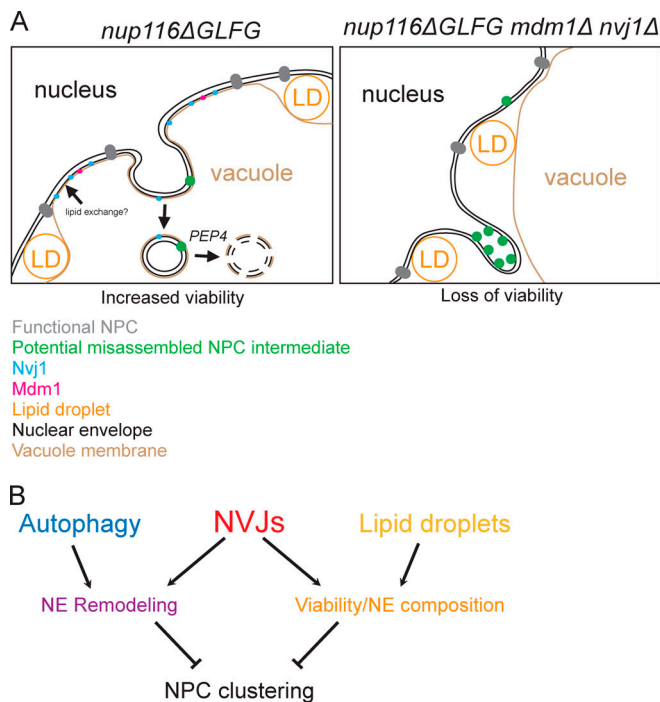 A
nup116ΔGLFG
nup116ΔGLFG mdm1Δ nvj1Δ
nucleus
LD
vacuole
lipid exchange?
PEP4
LD
Increased viability
nucleus
LD
vacuole
LD
Loss of viability
Functional NPC
Potential misassembled NPC intermediate
Nvj1
Mdm1
Lipid droplet
Nuclear envelope
Vacuole membrane
B
Autophagy
NVJs
Lipid droplets
NE Remodeling
Viability/NE composition
NPC clustering